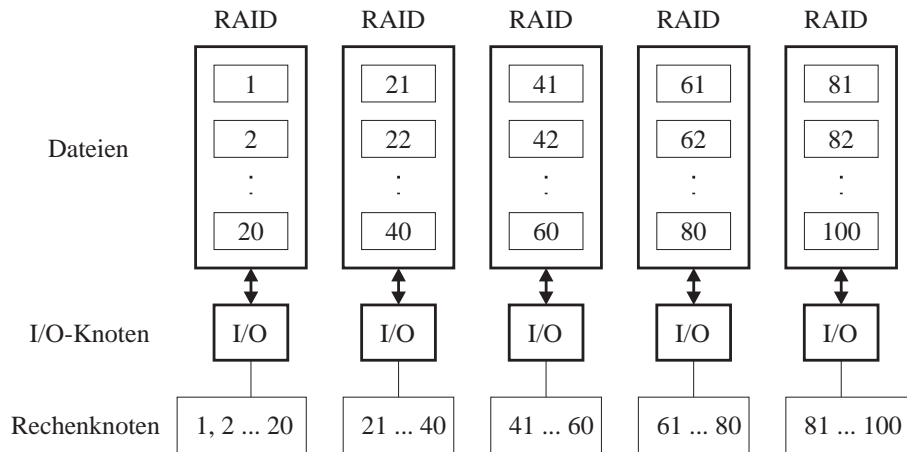 RAID RAID RAID RAID RAID
1 21 41 61 81
Dateien 2 22 42 62 82
: : : : :
20 40 60 80 100
I/O-Knoten I/O I/O I/O I/O I/O
Rechenknoten 1, 2 ... 20 21 ... 40 41 ... 60 61 ... 80 81 ... 100